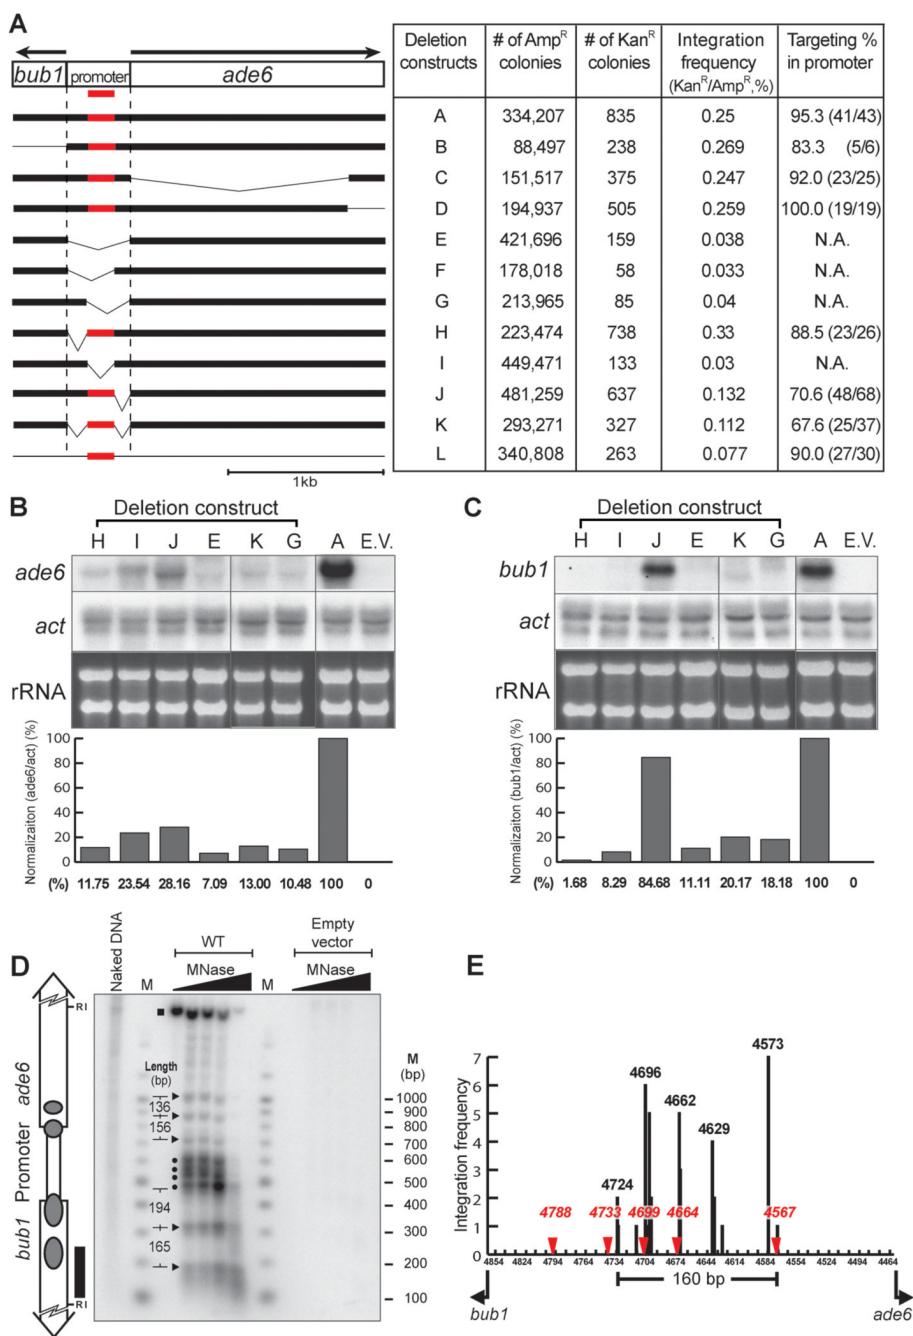 A
bub1 promoter ade6
1kb
Deletion constructs # of AmpR colonies # of KanR colonies Integration frequency (KanR/AmpR,%) Targeting % in promoter
A 334,207 835 0.25 95.3 (41/43)
B 88,497 238 0.269 83.3 (5/6)
C 151,517 375 0.247 92.0 (23/25)
D 194,937 505 0.259 100.0 (19/19)
E 421,696 159 0.038 N.A.
F 178,018 58 0.033 N.A.
G 213,965 85 0.04 N.A.
H 223,474 738 0.33 88.5 (23/26)
I 449,471 133 0.03 N.A.
J 481,259 637 0.132 70.6 (48/68)
K 293,271 327 0.112 67.6 (25/37)
L 340,808 263 0.077 90.0 (27/30)
B
Deletion construct
H I J E K G A E.V.
ade6
act
rRNA
Normalizaiton (ade6/act) (%)
100
80
60
40
20
0
(%) 11.75 23.54 28.16 7.09 13.00 10.48 100 0
C
Deletion construct
H I J E K G A E.V.
bub1
act
rRNA
Normalizaiton (bub1/act) (%)
100
80
60
40
20
0
(%) 1.68 8.29 84.68 11.11 20.17 18.18 100 0
D
Naked DNA
M
WT
MNase
M
Empty vector
MNase
RI
ade6
Promoter
bub1
RI
Length (bp)
136
156
194
165
M (bp)
1000
900
800
700
600
500
400
300
200
100
E
Integration frequency
7
6
5
4
3
2
1
0
4724 4696 4662 4629 4573
4788 4733 4699 4664 4567
4854 4824 4794 4764 4734 4704 4674 4644 4614 4584 4554 4524 4494 4464
160 bp
bub1 ade6